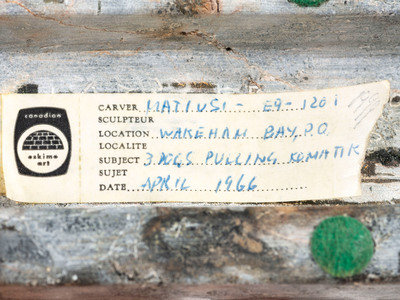 canadian
eskimo
art
CARVER MATIUSI - E9-1201
SCULPTEUR
LOCATION WAKEHAM BAY P.Q
LOCALITE
SUBJECT 3 DOGS PULLING KOMATIK
SUJET
DATE APRIL 1966